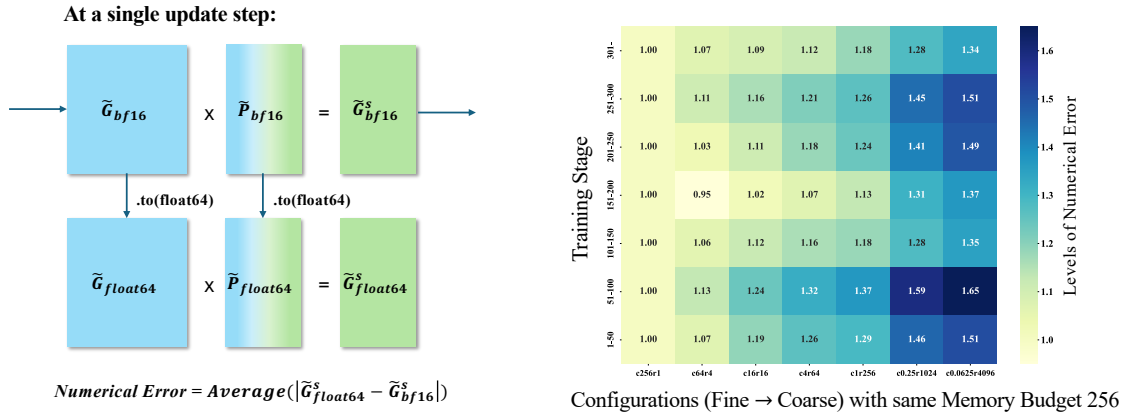 At a single update step:
G̃bf16 x P̃bf16 = G̃ˢbf16
.to(float64) .to(float64)
G̃float64 x P̃float64 = G̃ˢfloat64
Numerical Error = Average(|G̃ˢfloat64 − G̃ˢbf16|)
Training Stage
301- 1.00 1.07 1.09 1.12 1.18 1.28 1.34
251-300 1.00 1.11 1.16 1.21 1.26 1.45 1.51
201-250 1.00 1.03 1.11 1.18 1.24 1.41 1.49
151-200 1.00 0.95 1.02 1.07 1.13 1.31 1.37
101-150 1.00 1.06 1.12 1.16 1.18 1.28 1.35
51-100 1.00 1.13 1.24 1.32 1.37 1.59 1.65
1-50 1.00 1.07 1.19 1.26 1.29 1.46 1.51
c256r1 c64r4 c16r16 c4r64 c1r256 c0.25r1024 c0.0625r4096
Configurations (Fine → Coarse) with same Memory Budget 256
1.6
1.5
1.4
1.3
1.2
1.1
1.0
Levels of Numerical Error